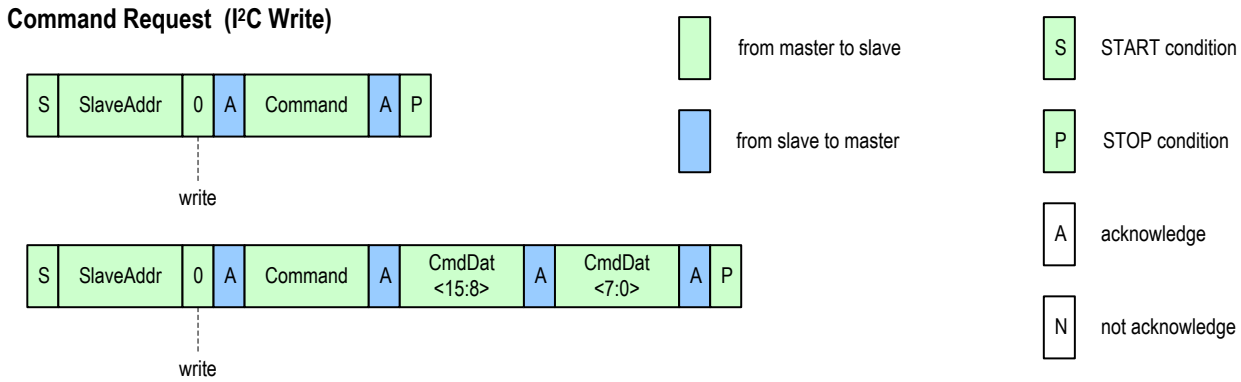 Command Request (I²C Write)
S SlaveAddr 0 A Command A P
write
S SlaveAddr 0 A Command A CmdDat <15:8> A CmdDat <7:0> A P
write
from master to slave
from slave to master
S START condition
P STOP condition
A acknowledge
N not acknowledge